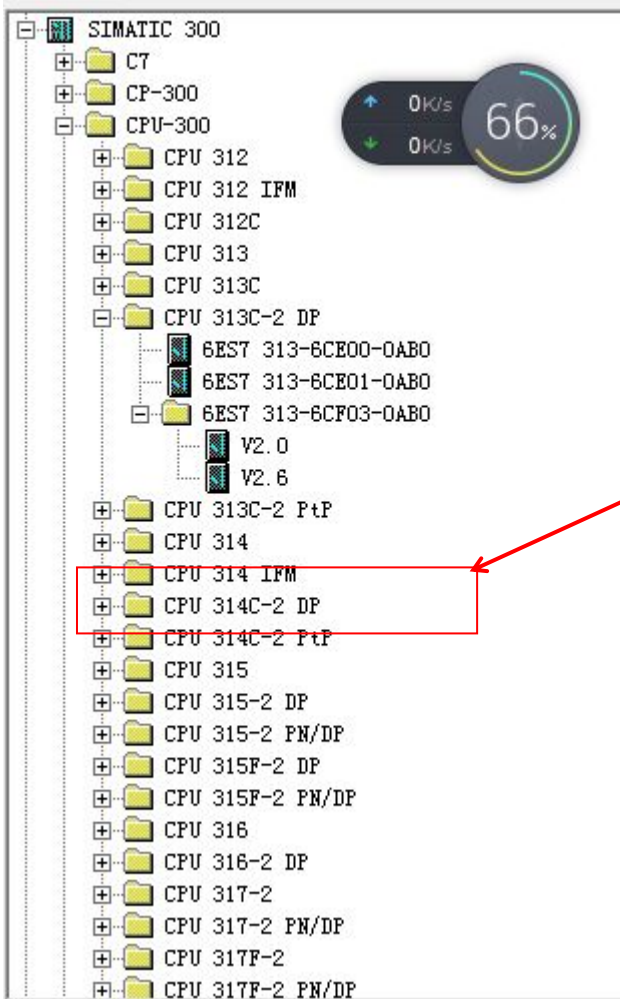 SIMATIC 300
C7
CP-300
0K/s
66%
CPU-300
0K/s
CPU 312
CPU 312 IFM
CPU 312C
CPU 313
CPU 313C
CPU 313C-2 DP
6ES7 313-6CE00-0AB0
6ES7 313-6CE01-0AB0
6ES7 313-6CF03-0AB0
V2.0
V2.6
CPU 313C-2 PtP
CPU 314
CPU 314 IFM
CPU 314C-2 DP
CPU 314C-2 PtP
CPU 315
CPU 315-2 DP
CPU 315-2 PN/DP
CPU 315F-2 DP
CPU 315F-2 PN/DP
CPU 316
CPU 316-2 DP
CPU 317-2
CPU 317-2 PN/DP
CPU 317F-2
CPU 317F-2 PN/DP